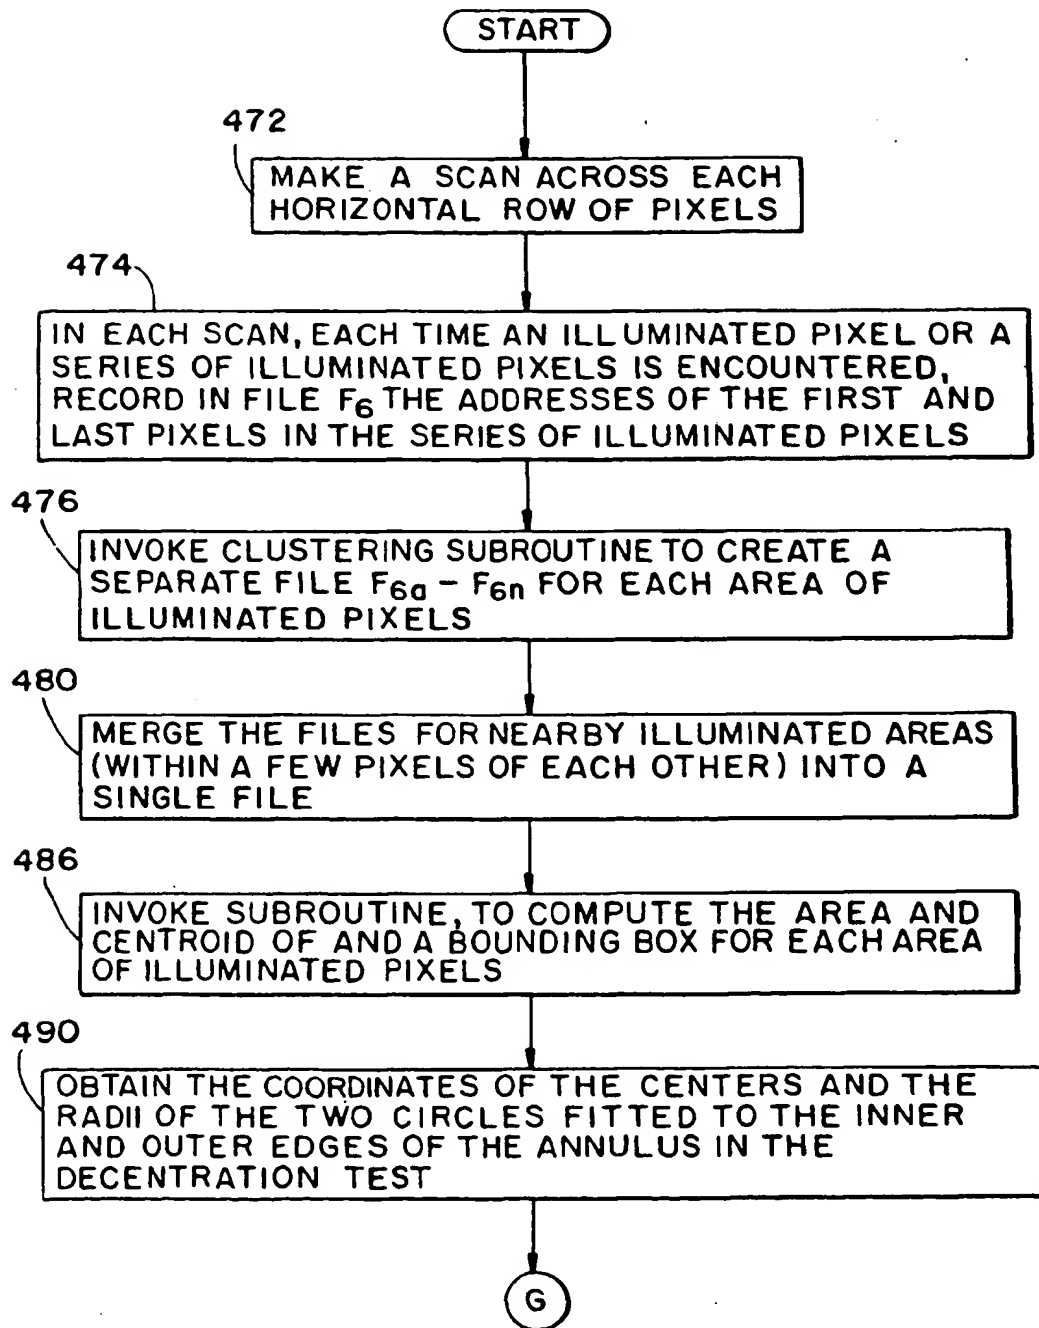 START
472
MAKE A SCAN ACROSS EACH
HORIZONTAL ROW OF PIXELS
474
IN EACH SCAN, EACH TIME AN ILLUMINATED PIXEL OR A
SERIES OF ILLUMINATED PIXELS IS ENCOUNTERED,
RECORD IN FILE F6 THE ADDRESSES OF THE FIRST AND
LAST PIXELS IN THE SERIES OF ILLUMINATED PIXELS
476
INVOKE CLUSTERING SUBROUTINE TO CREATE A
SEPARATE FILE F6a - F6n FOR EACH AREA OF
ILLUMINATED PIXELS
480
MERGE THE FILES FOR NEARBY ILLUMINATED AREAS
(WITHIN A FEW PIXELS OF EACH OTHER) INTO A
SINGLE FILE
486
INVOKE SUBROUTINE, TO COMPUTE THE AREA AND
CENTROID OF AND A BOUNDING BOX FOR EACH AREA
OF ILLUMINATED PIXELS
490
OBTAIN THE COORDINATES OF THE CENTERS AND THE
RADII OF THE TWO CIRCLES FITTED TO THE INNER
AND OUTER EDGES OF THE ANNULUS IN THE
DECENTRATION TEST
G